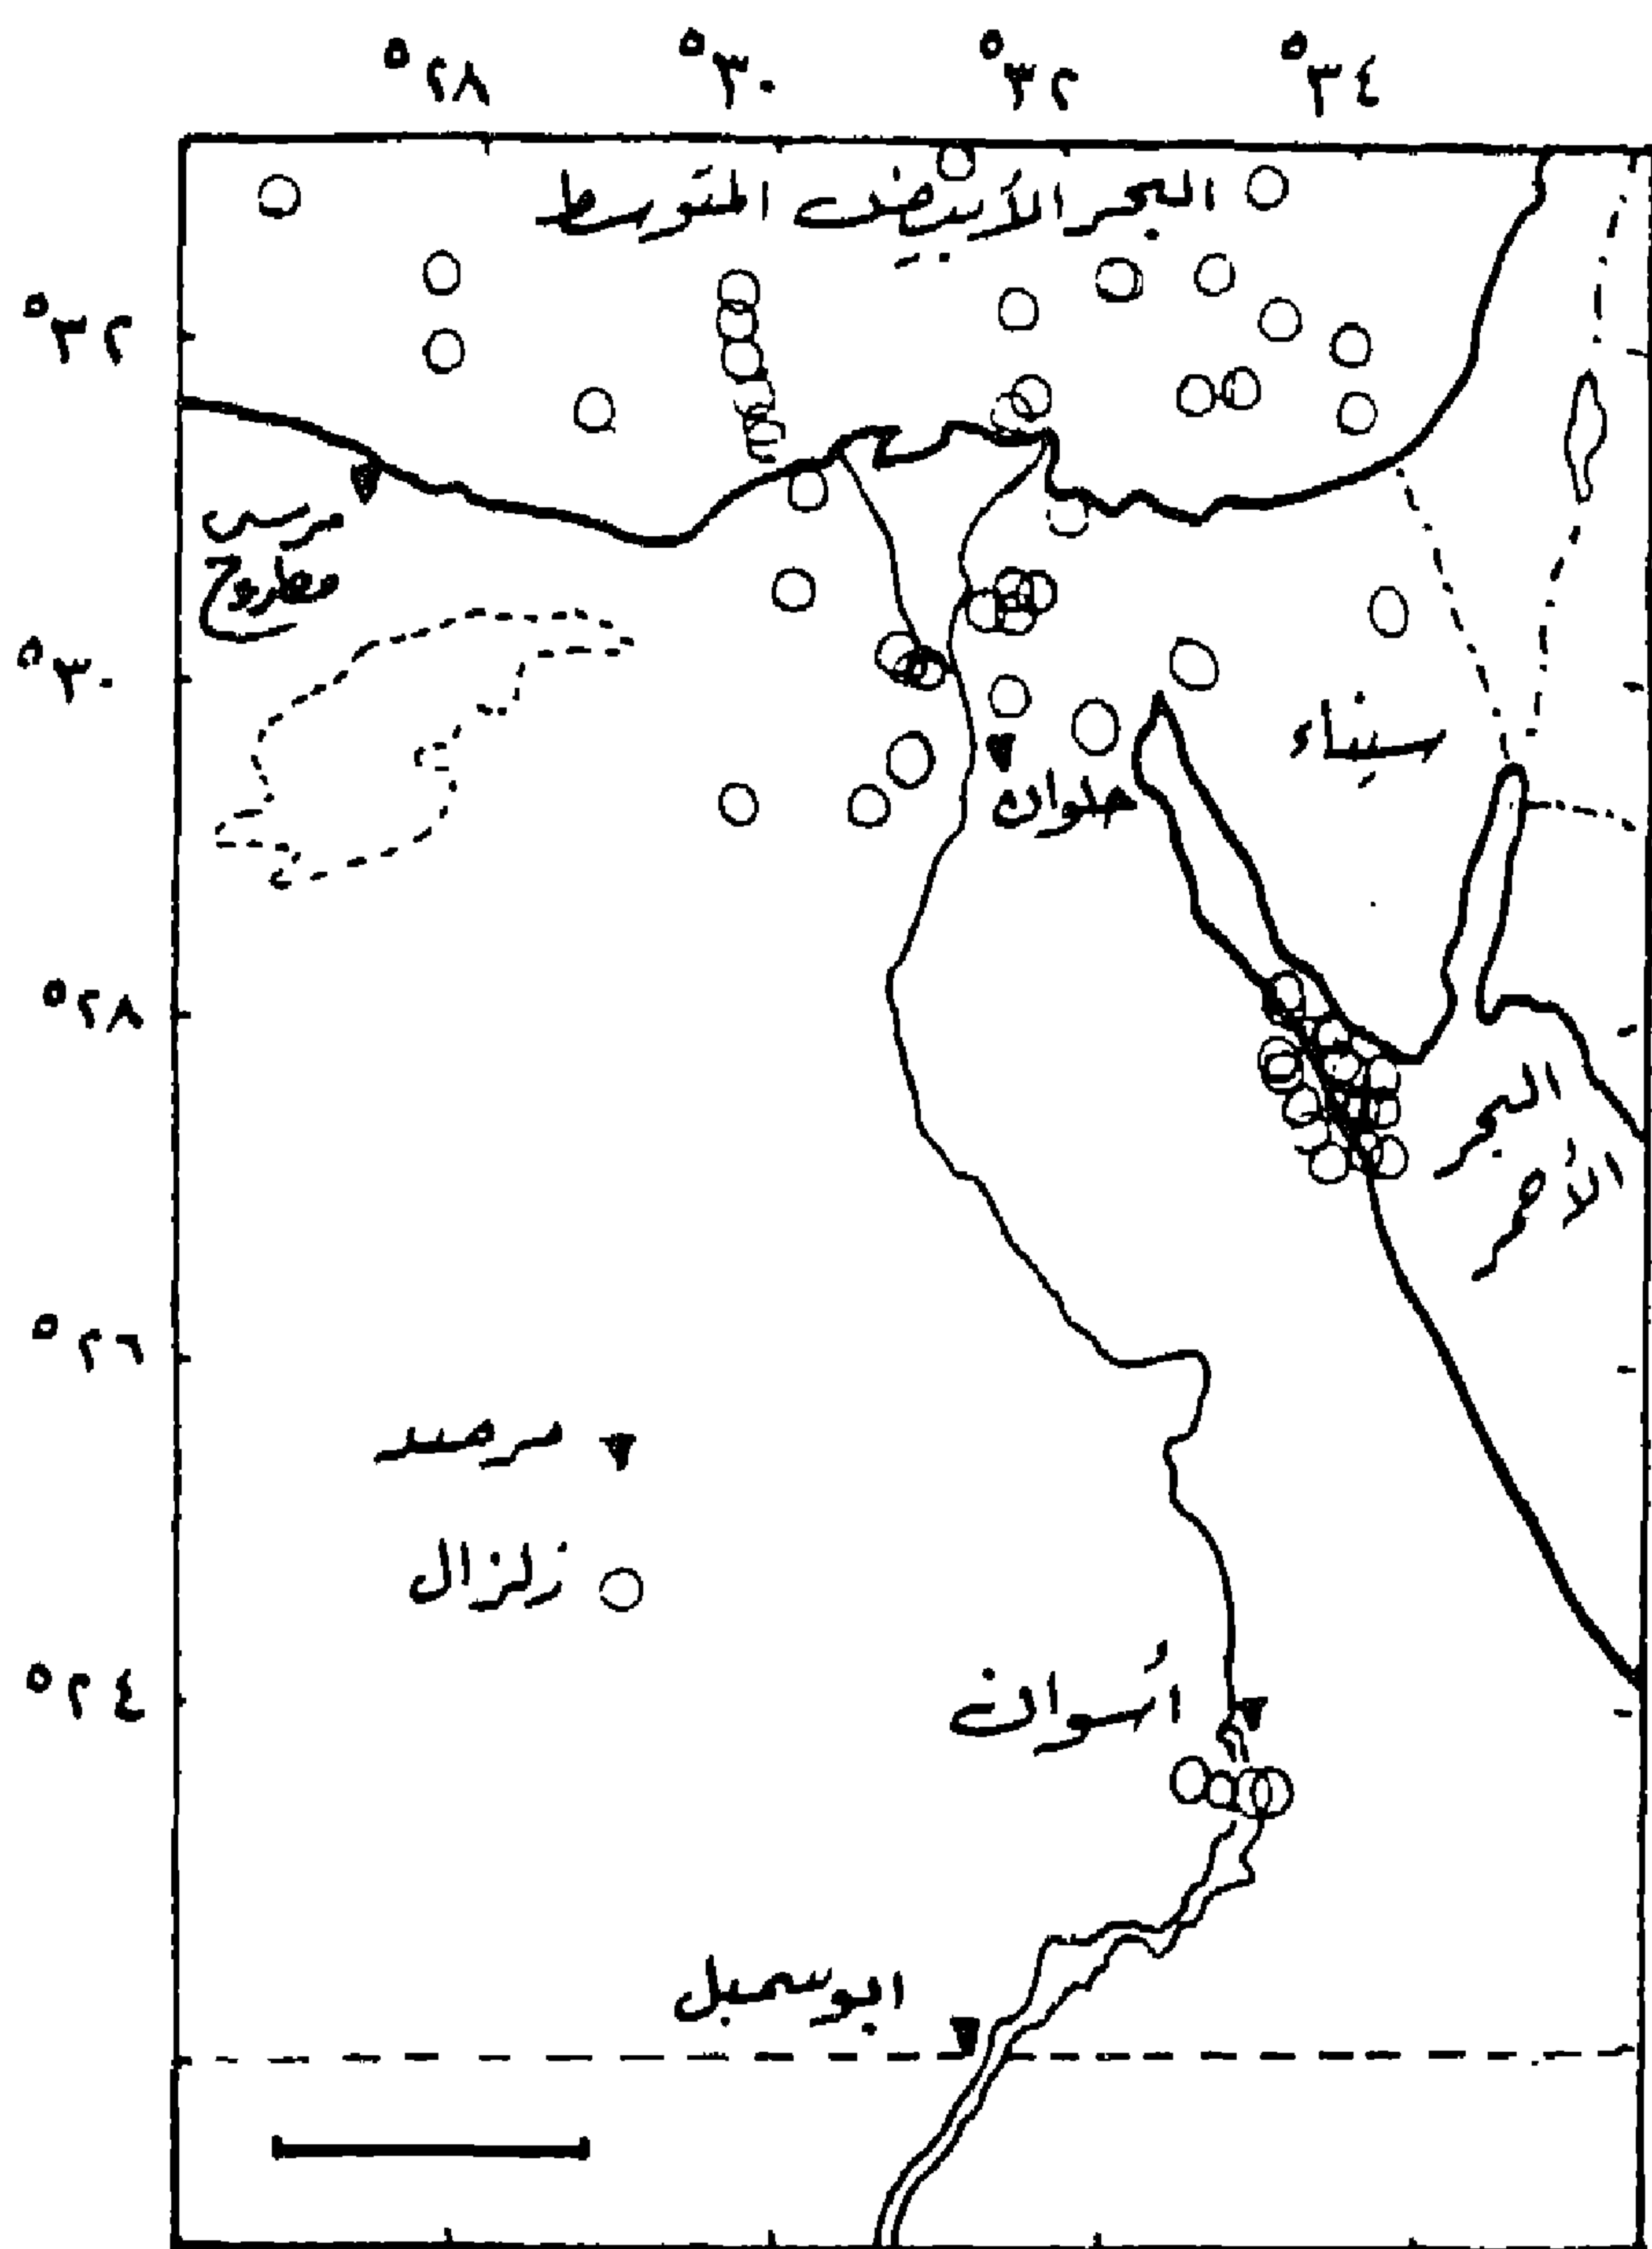 °٢٨ °٣٠ °٣٢ °٣٤
البحر الأبيض المتوسط
°٣٢
مرسى
مطروح
°٣٠
سيناء
حلوان
°٢٨
البحر
الأحمر
°٢٦
مرصد
زلزال
°٢٤
أسوان
ابوسمبل